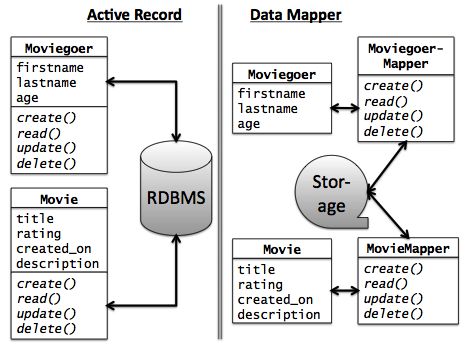 Active Record
Moviegoer
firstname
lastname
age
create()
read()
update()
delete()
Movie
title
rating
created_on
description
create()
read()
update()
delete()
RDBMS
Data Mapper
Moviegoer
firstname
lastname
age
Moviegoer-
Mapper
create()
read()
update()
delete()
Stor-
age
Movie
title
rating
created_on
description
MovieMapper
create()
read()
update()
delete()